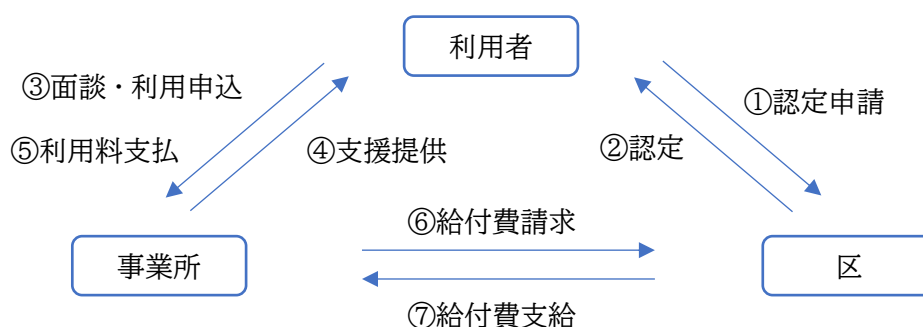 利用者
③面談・利用申込
①認定申請
⑤利用料支払
④支援提供
②認定
⑥給付費請求
事業所
区
⑦給付費支給